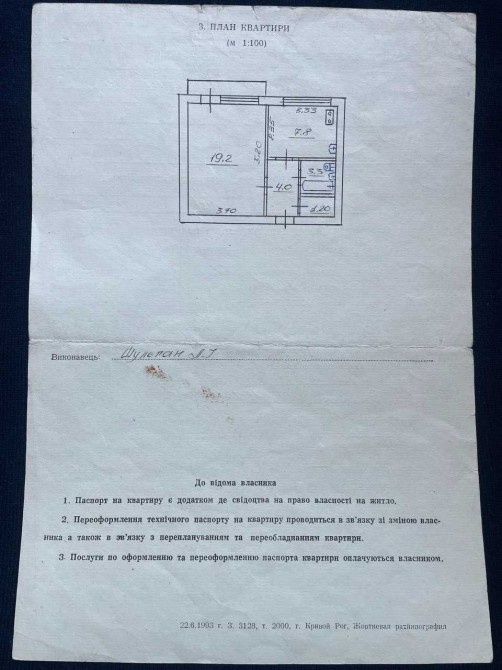 3. ПЛАН КВАРТИРИ
(м 1:100)
3.33
2.35
7.8
19.2
5.20
3.3
4.0
3.70
Виконавець:
До відома власника
1. Паспорт на квартиру є додатком де свідоцтва на право власності на житло.
2. Переоформлення технічного паспорту на квартиру проводиться в зв'язку зі зміною влас-
ника а також в зв'язку з переплануванням та переобладнанням квартири.
3. Послуги по оформленню та переоформленню паспорта квартири оплачуються власником.
22.6.1993 г. З. 3128, т. 2000, г. Кривой Рог, Жовтневая райтипография